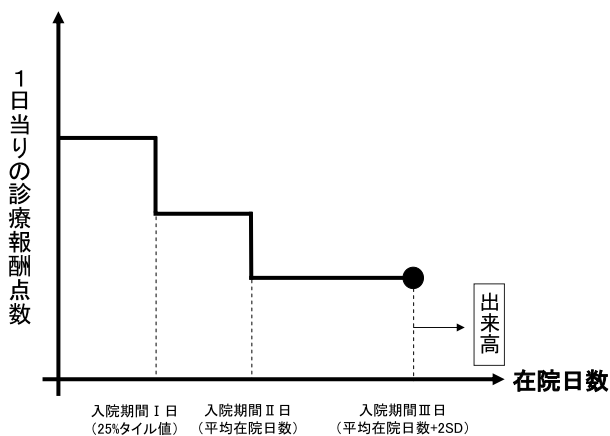 1日当りの診療報酬点数
出来高
在院日数
入院期間Ⅰ日
(25%タイル値)
入院期間Ⅱ日
(平均在院日数)
入院期間Ⅲ日
(平均在院日数+2SD)